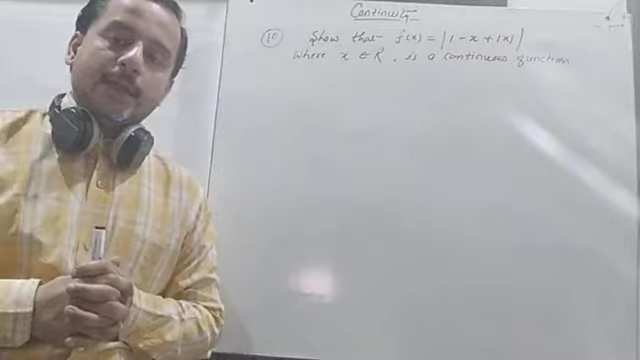 Continuity
10 Show that f(x) = |1 - x + |x||
where x ∈ R, is a continuous function